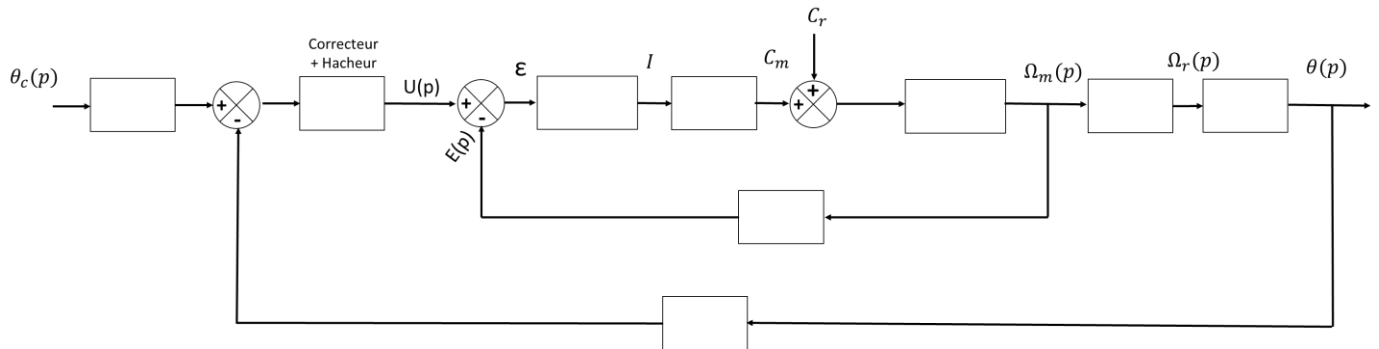 θ_c(p)
Correcteur
+ Hacheur
U(p)
ε
I
C_m
C_r
Ω_m(p)
Ω_r(p)
θ(p)
+
-
+
-
+
+
E(p)